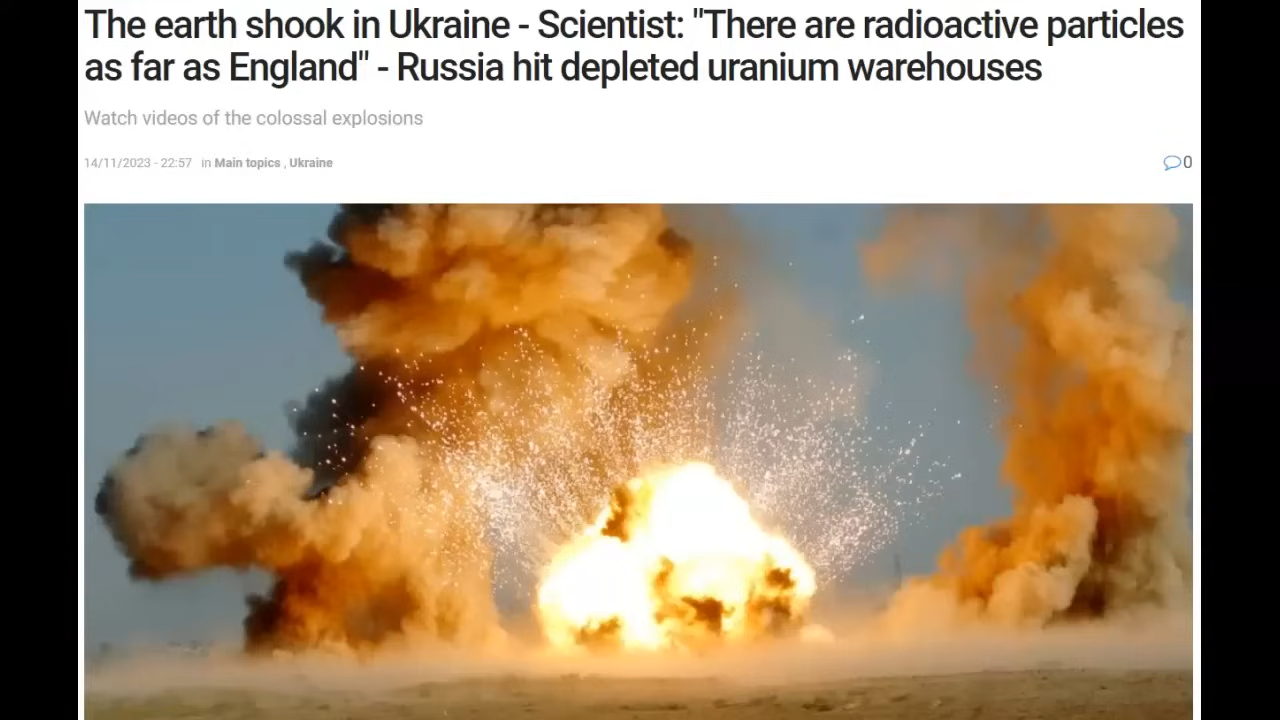 The earth shook in Ukraine - Scientist: "There are radioactive particles
as far as England" - Russia hit depleted uranium warehouses
Watch videos of the colossal explosions
14/11/2023 - 22:57 in Main topics , Ukraine
0